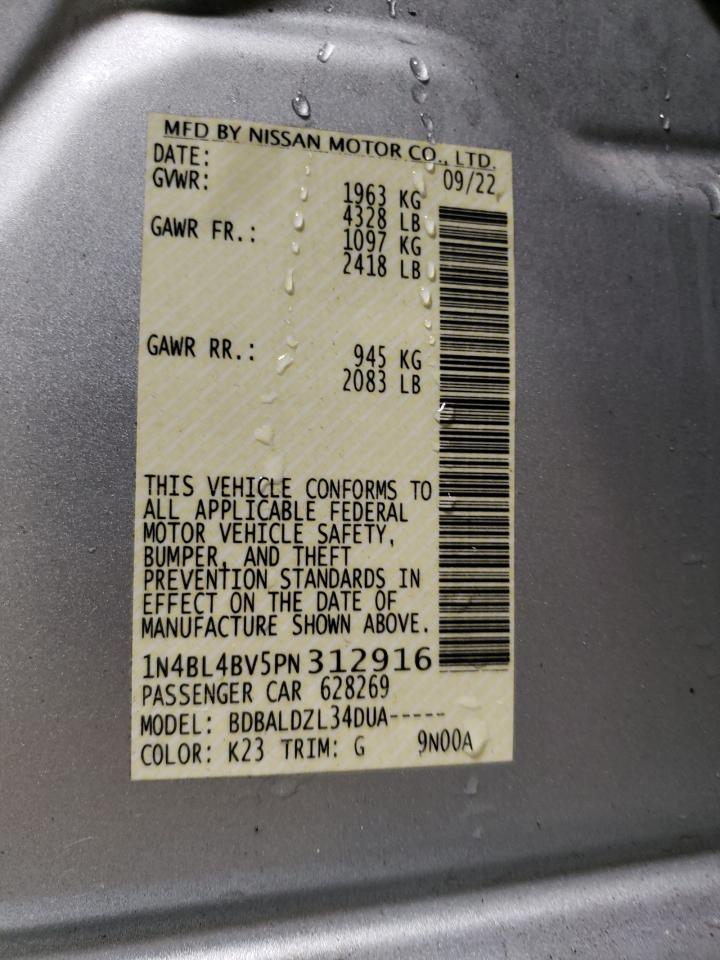 MFD BY NISSAN MOTOR CO., LTD.
DATE: 09/22
GVWR: 1963 KG
4328 LB
GAWR FR.: 1097 KG
2418 LB
GAWR RR.: 945 KG
2083 LB
THIS VEHICLE CONFORMS TO
ALL APPLICABLE FEDERAL
MOTOR VEHICLE SAFETY,
BUMPER, AND THEFT
PREVENTION STANDARDS IN
EFFECT ON THE DATE OF
MANUFACTURE SHOWN ABOVE.
1N4BL4BV5PN312916
PASSENGER CAR 628269
MODEL: BDBALDZL34DUA-----
COLOR: K23 TRIM: G 9N00A